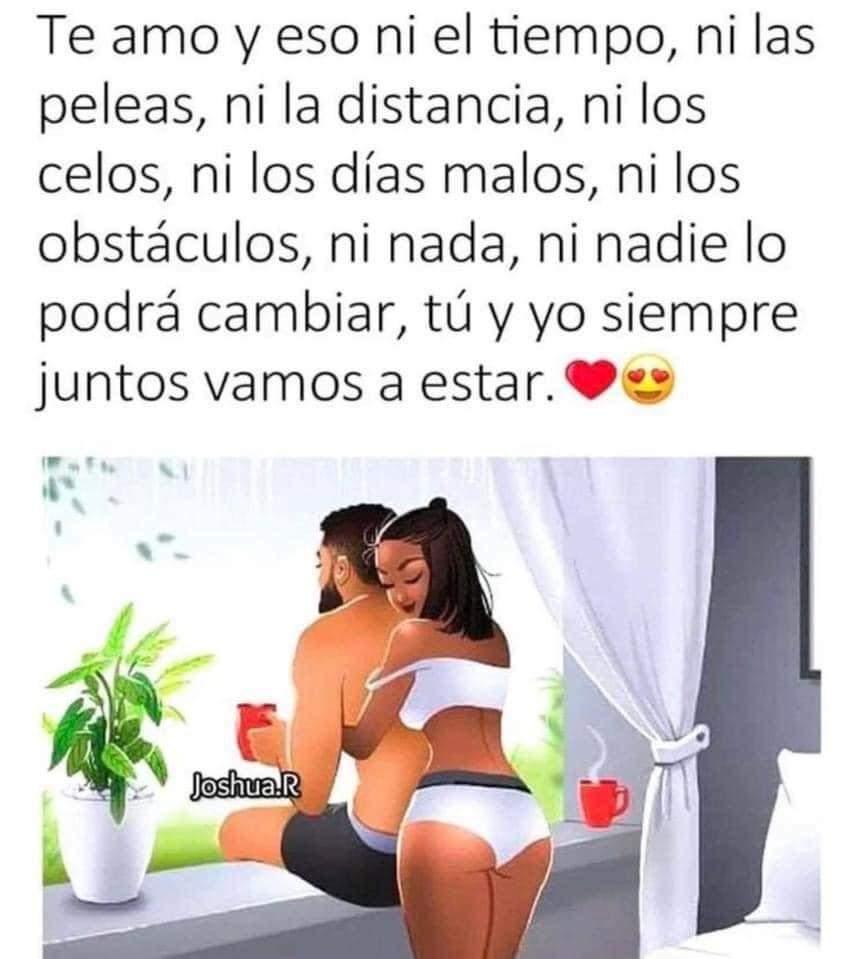 Te amo y eso ni el tiempo, ni las
peleas, ni la distancia, ni los
celos, ni los días malos, ni los
obstáculos, ni nada, ni nadie lo
podrá cambiar, tú y yo siempre
juntos vamos a estar.❤️😍
Joshua.R